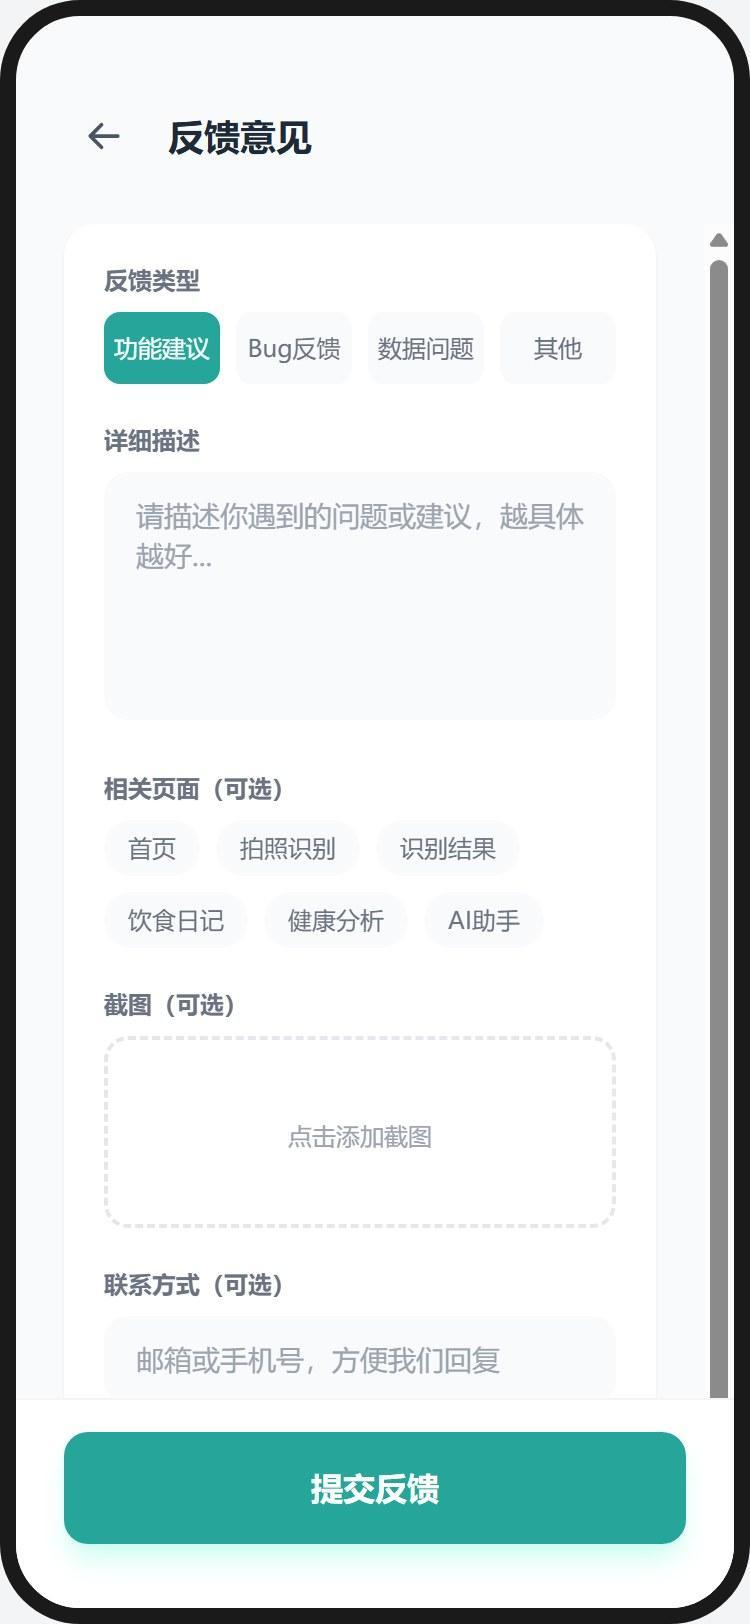 反馈意见
反馈类型
功能建议 Bug反馈 数据问题 其他
详细描述
请描述你遇到的问题或建议，越具体
越好...
相关页面（可选）
首页 拍照识别 识别结果
饮食日记 健康分析 AI助手
截图（可选）
点击添加截图
联系方式（可选）
邮箱或手机号，方便我们回复
提交反馈